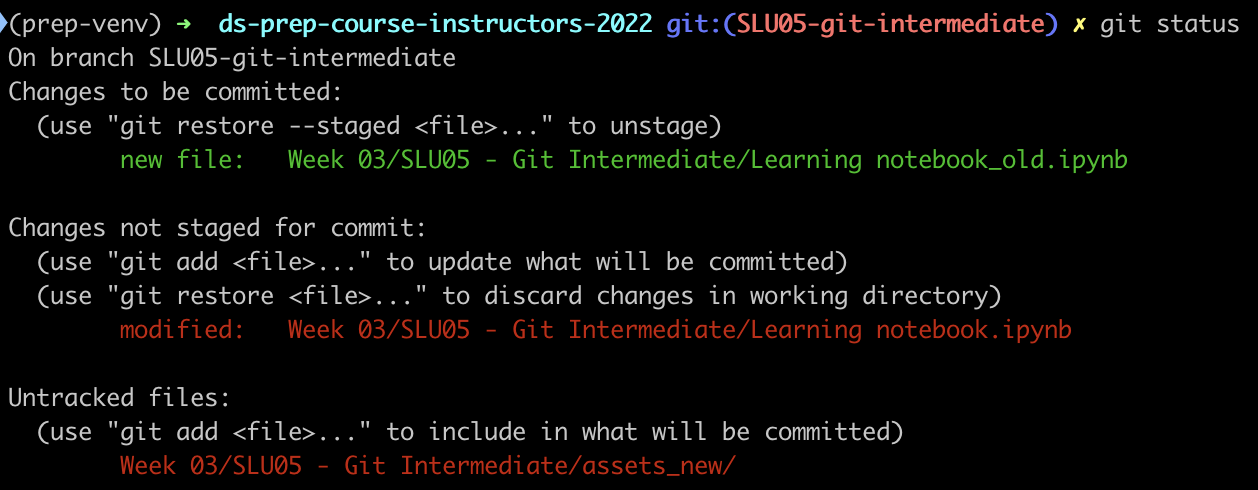 (prep-venv) ➜  ds-prep-course-instructors-2022 git:(SLU05-git-intermediate) ✗ git status
On branch SLU05-git-intermediate
Changes to be committed:
  (use "git restore --staged <file>..." to unstage)
        new file:   Week 03/SLU05 - Git Intermediate/Learning notebook_old.ipynb

Changes not staged for commit:
  (use "git add <file>..." to update what will be committed)
  (use "git restore <file>..." to discard changes in working directory)
        modified:   Week 03/SLU05 - Git Intermediate/Learning notebook.ipynb

Untracked files:
  (use "git add <file>..." to include in what will be committed)
        Week 03/SLU05 - Git Intermediate/assets_new/